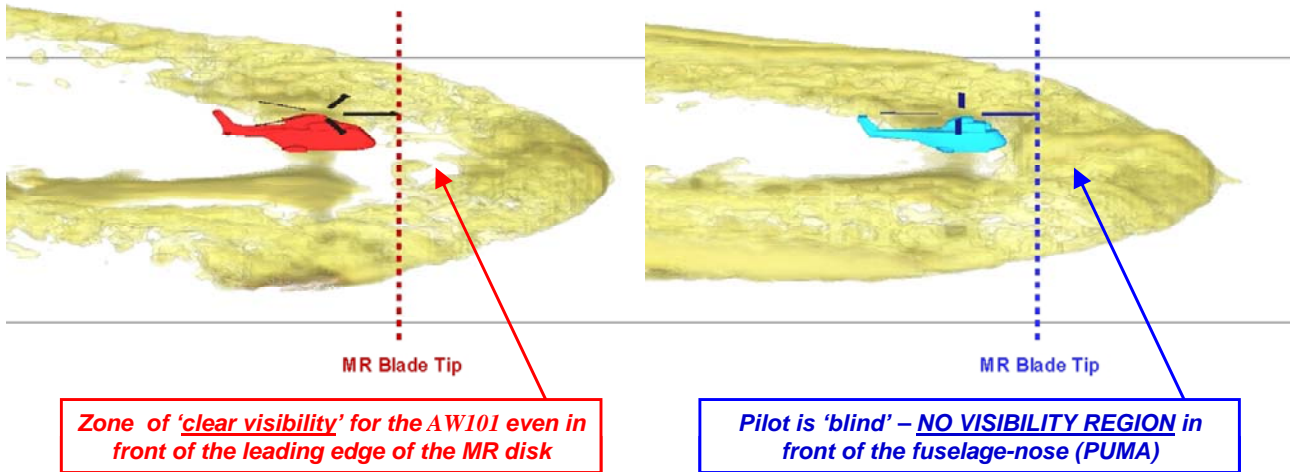 MR Blade Tip
MR Blade Tip
Zone of ‘clear visibility’ for the AW101 even in
front of the leading edge of the MR disk
Pilot is ‘blind’ – NO VISIBILITY REGION in
front of the fuselage-nose (PUMA)